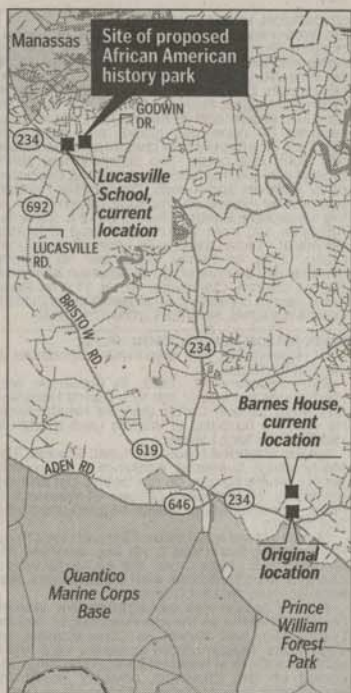 Manassas
Site of proposed
African American
history park
GODWIN
DR.
234
Lucasville
School,
current
location
692
LUCASVILLE
RD.
BRISTOW RD.
234
Barnes House,
current
location
619
ADEN RD.
646
234
Original
location
Quantico
Marine Corps
Base
Prince
William
Forest
Park